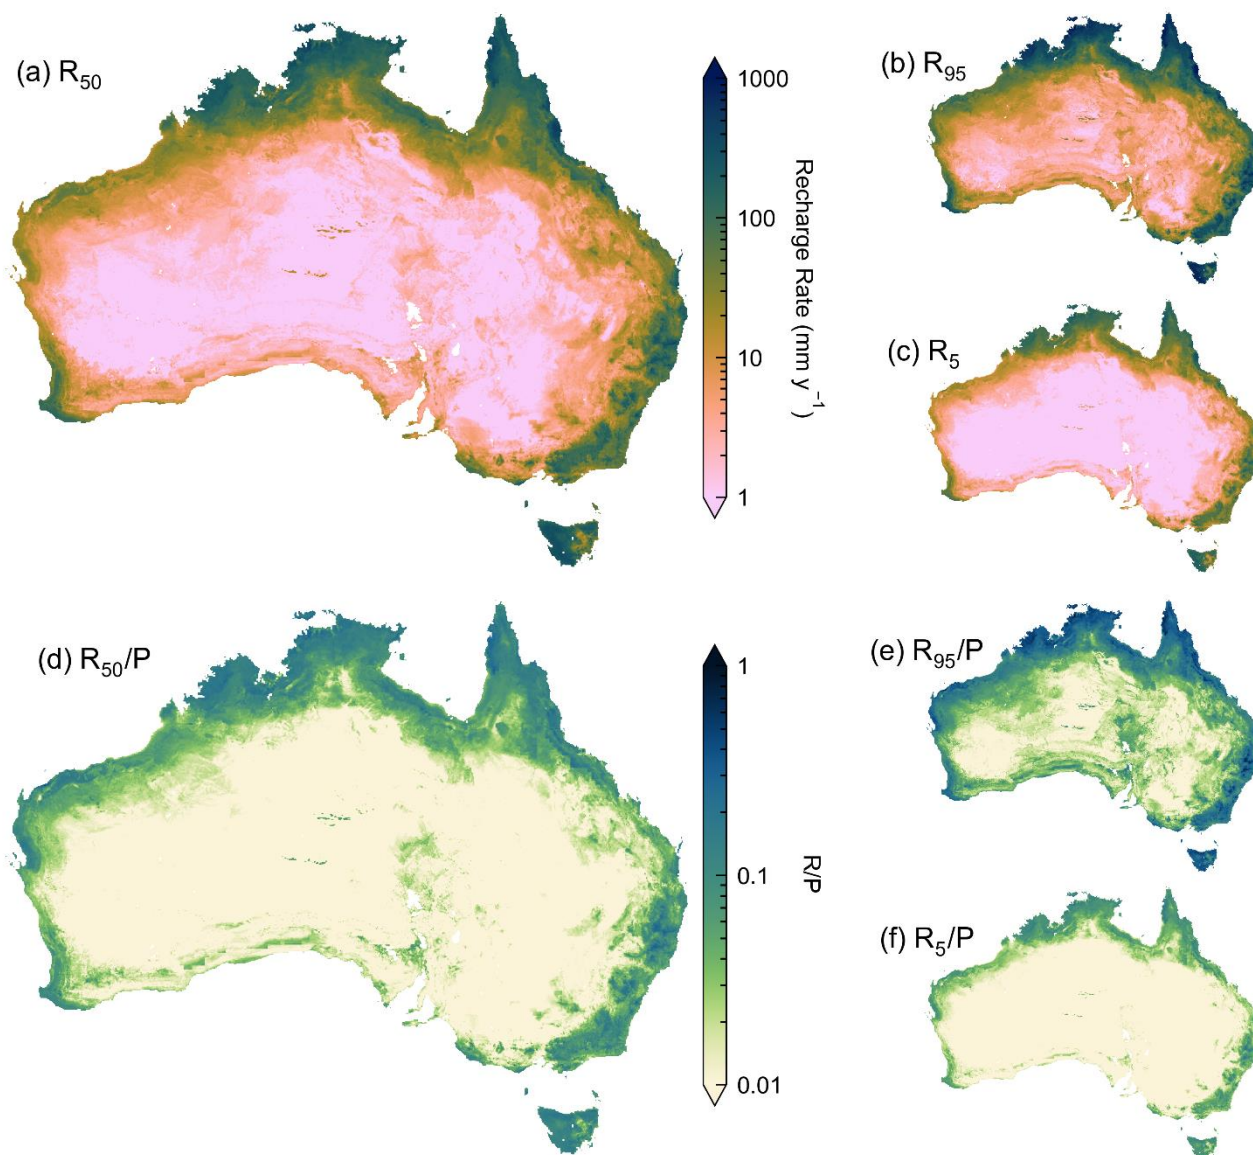 (a) R₅₀
1000
100
10
1
Recharge Rate (mm y⁻¹)
(b) R₉₅
(c) R₅
(d) R₅₀/P
1
0.1
0.01
R/P
(e) R₉₅/P
(f) R₅/P